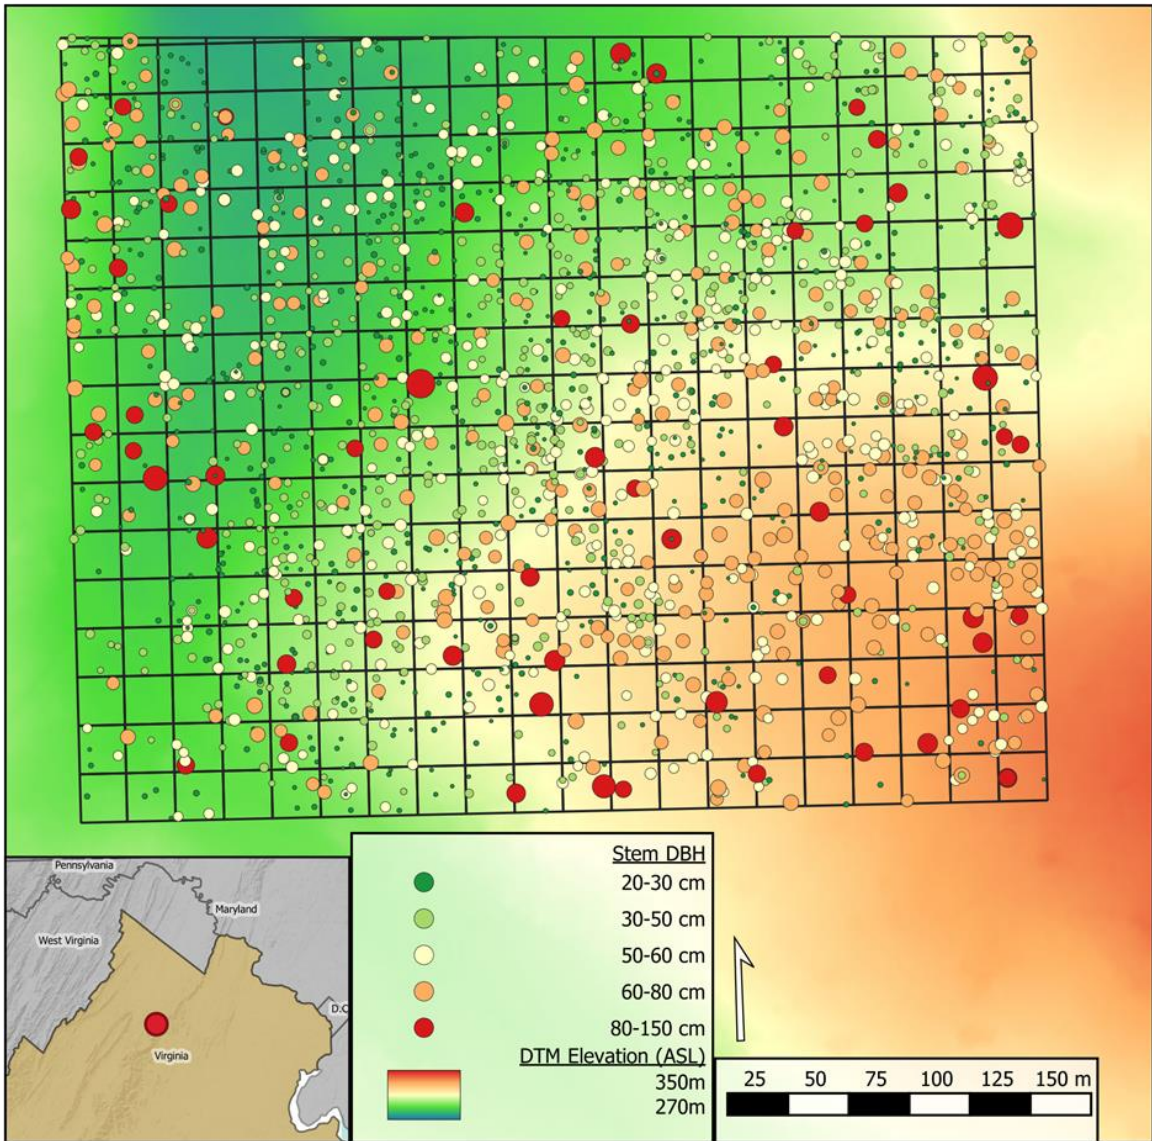 Pennsylvania
Maryland
West Virginia
D.C
Virginia
Stem DBH
20-30 cm
30-50 cm
50-60 cm
60-80 cm
80-150 cm
DTM Elevation (ASL)
350m
270m
25 50 75 100 125 150 m